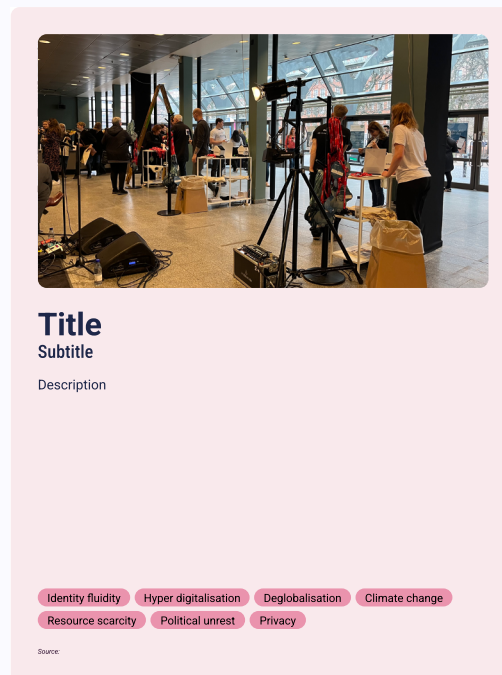 Title
Subtitle
Description
Identity fluidity Hyper digitalisation Deglobalisation Climate change
Resource scarcity Political unrest Privacy
Source: